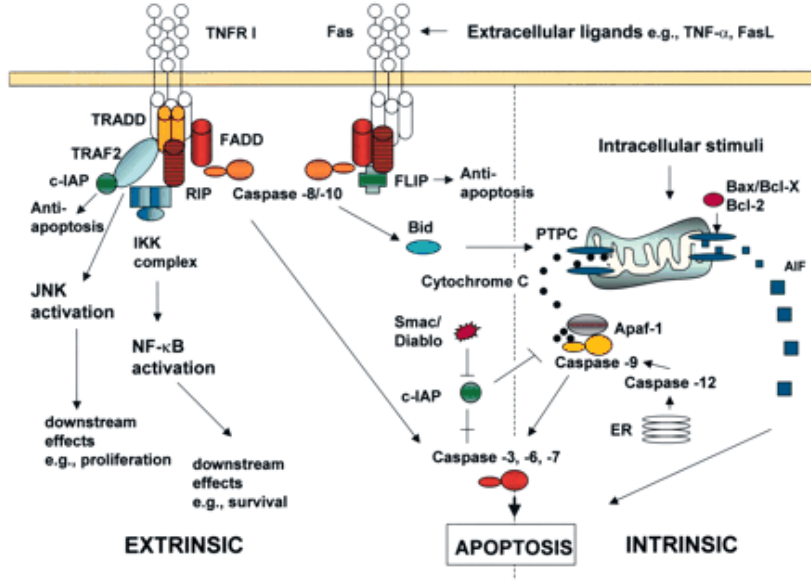 TNFR I
Fas
Extracellular ligands e.g., TNF-α, FasL
TRADD
FADD
TRAF2
c-IAP
RIP
Caspase -8/-10
FLIP
Anti-
apoptosis
Anti-
apoptosis
IKK
complex
Intracellular stimuli
Bax/Bcl-X
Bcl-2
Bid
PTPC
AIF
Cytochrome C
JNK
activation
Smac/
Diablo
Apaf-1
NF-κB
activation
Caspase -9
c-IAP
Caspase -12
ER
downstream
effects
e.g., proliferation
Caspase -3, -6, -7
downstream
effects
e.g., survival
EXTRINSIC
APOPTOSIS
INTRINSIC